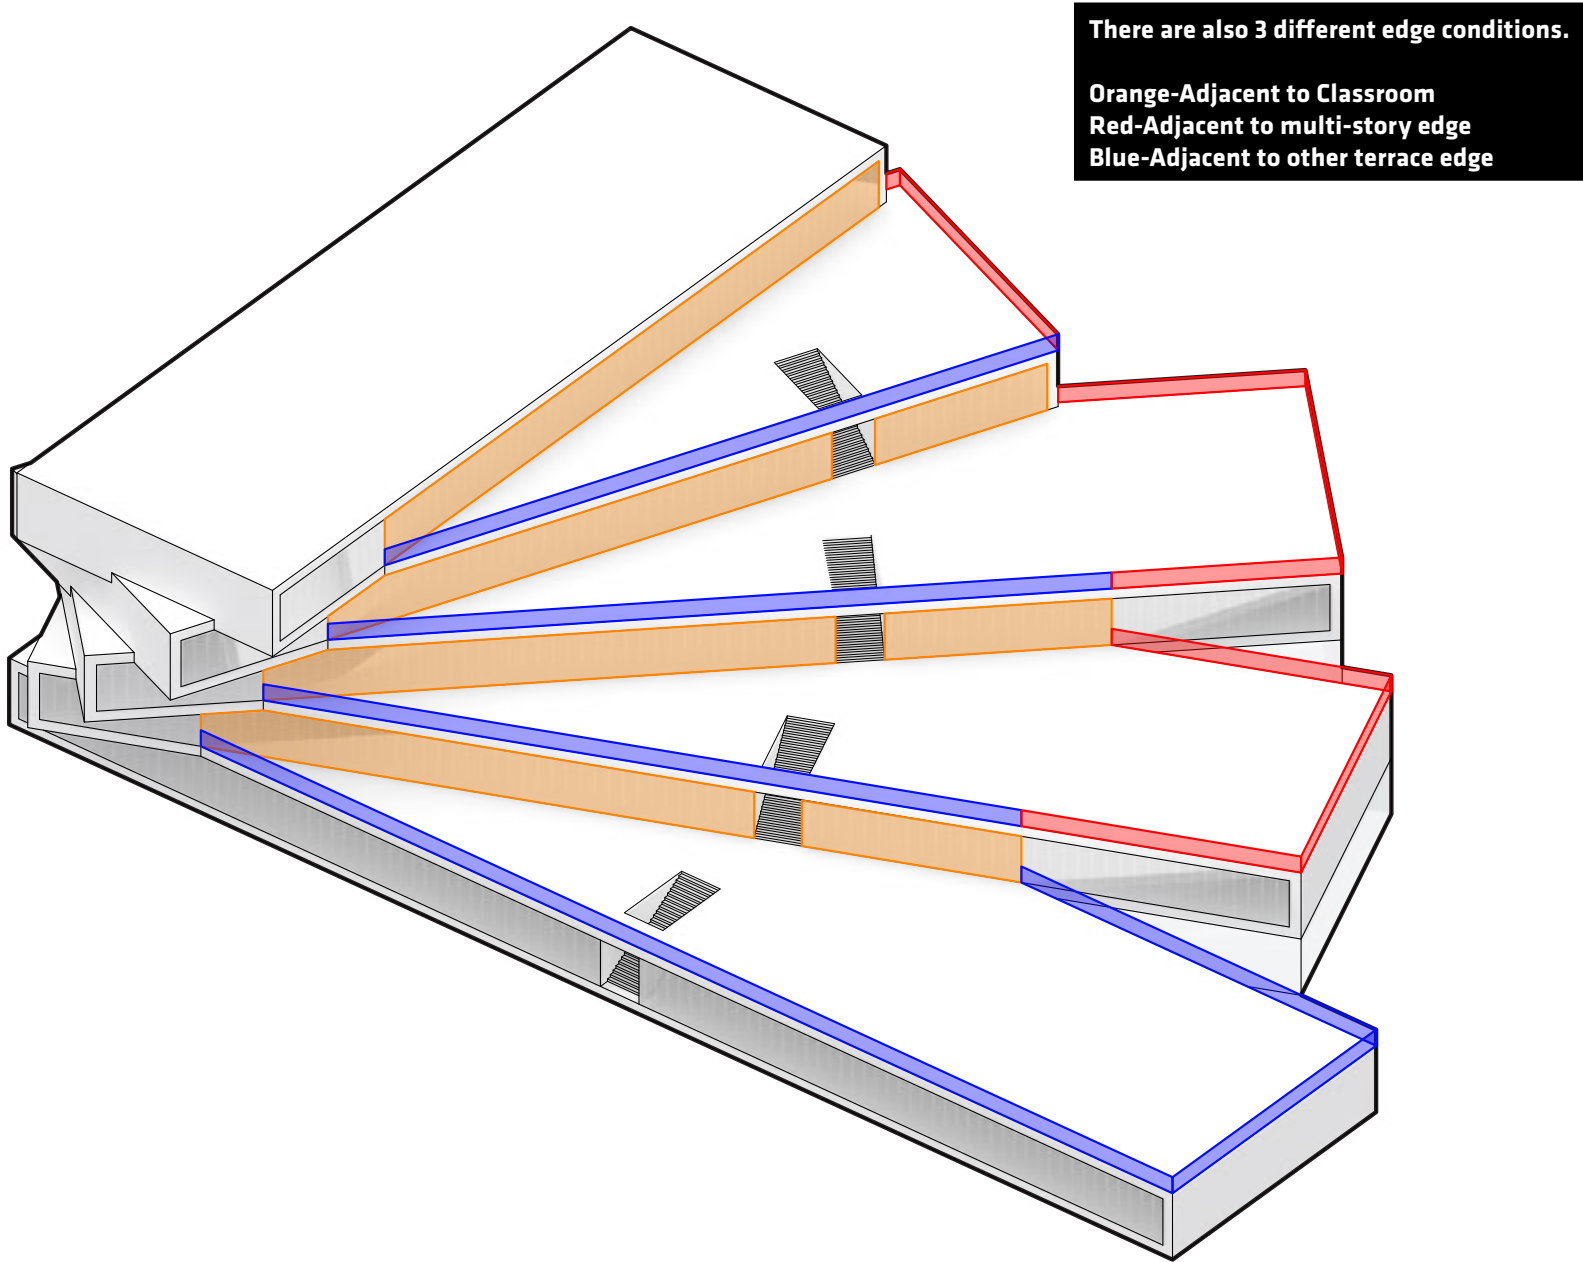 There are also 3 different edge conditions.
Orange-Adjacent to Classroom
Red-Adjacent to multi-story edge
Blue-Adjacent to other terrace edge